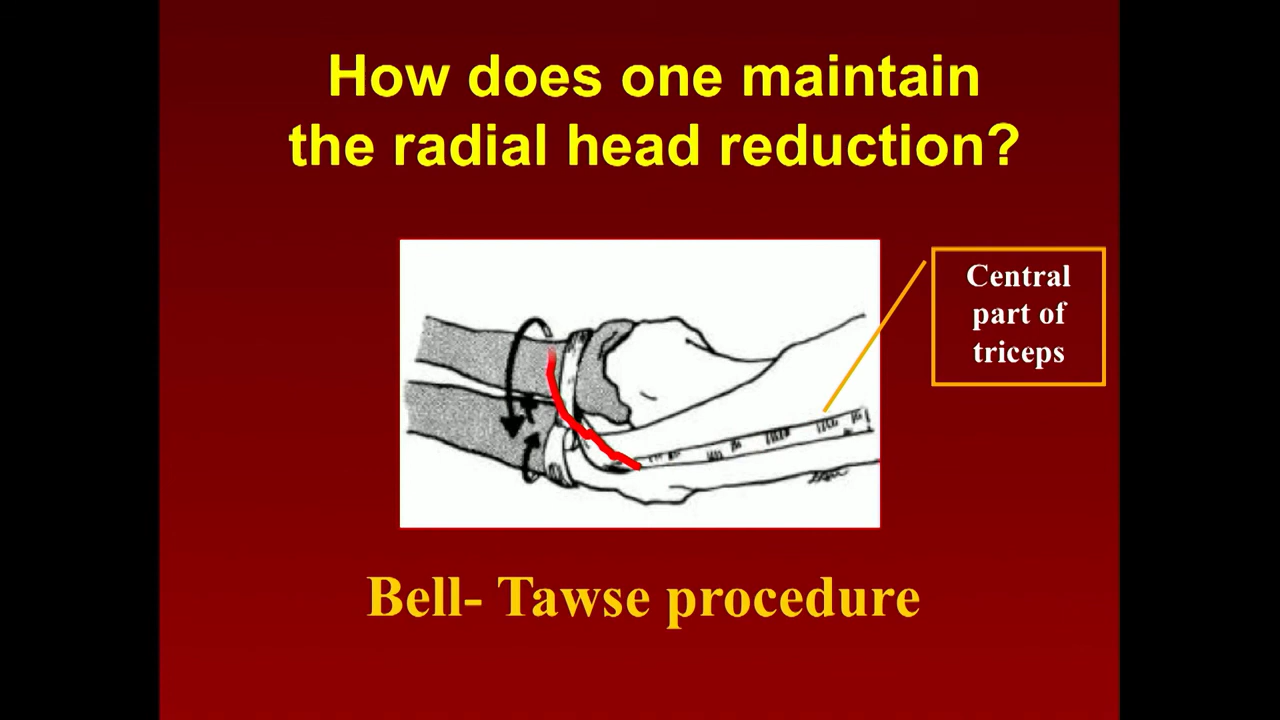 How does one maintain
the radial head reduction?
Central
part of
triceps
Bell- Tawse procedure